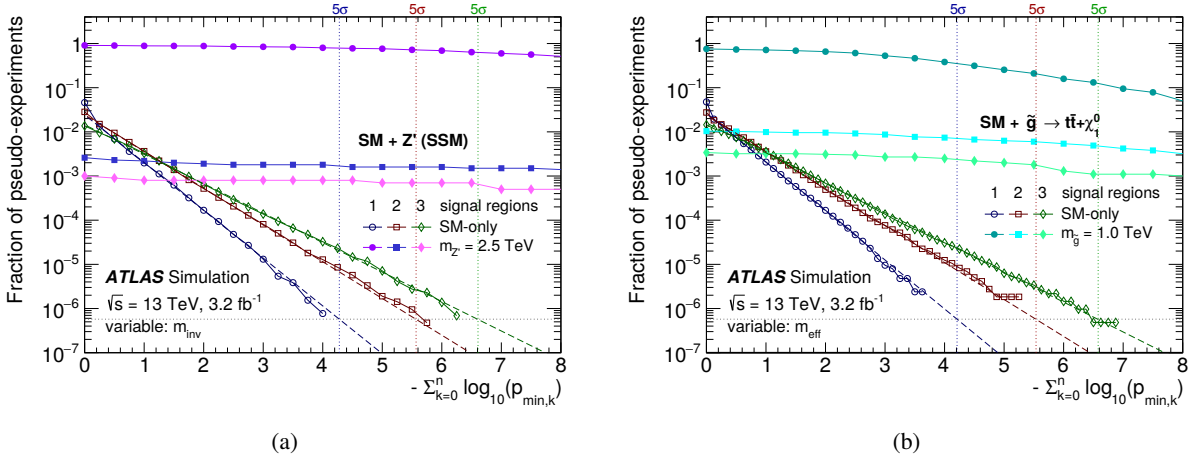 5σ 5σ 5σ
Fraction of pseudo-experiments
10⁻¹
10⁻²
10⁻³
10⁻⁴
10⁻⁵
10⁻⁶
10⁻⁷
1
SM + Z' (SSM)
1 2 3 signal regions
SM-only
m_Z' = 2.5 TeV
ATLAS Simulation
√s = 13 TeV, 3.2 fb⁻¹
variable: m_inv
0 1 2 3 4 5 6 7 8
- Σⁿₖ₌₀ log₁₀(p_min,k)
(a)
5σ 5σ 5σ
Fraction of pseudo-experiments
1
10⁻¹
10⁻²
10⁻³
10⁻⁴
10⁻⁵
10⁻⁶
10⁻⁷
SM + g̃ → tt̄+χ₁⁰
1 2 3 signal regions
SM-only
m_g = 1.0 TeV
ATLAS Simulation
√s = 13 TeV, 3.2 fb⁻¹
variable: m_eff
0 1 2 3 4 5 6 7 8
- Σⁿₖ₌₀ log₁₀(p_min,k)
(b)